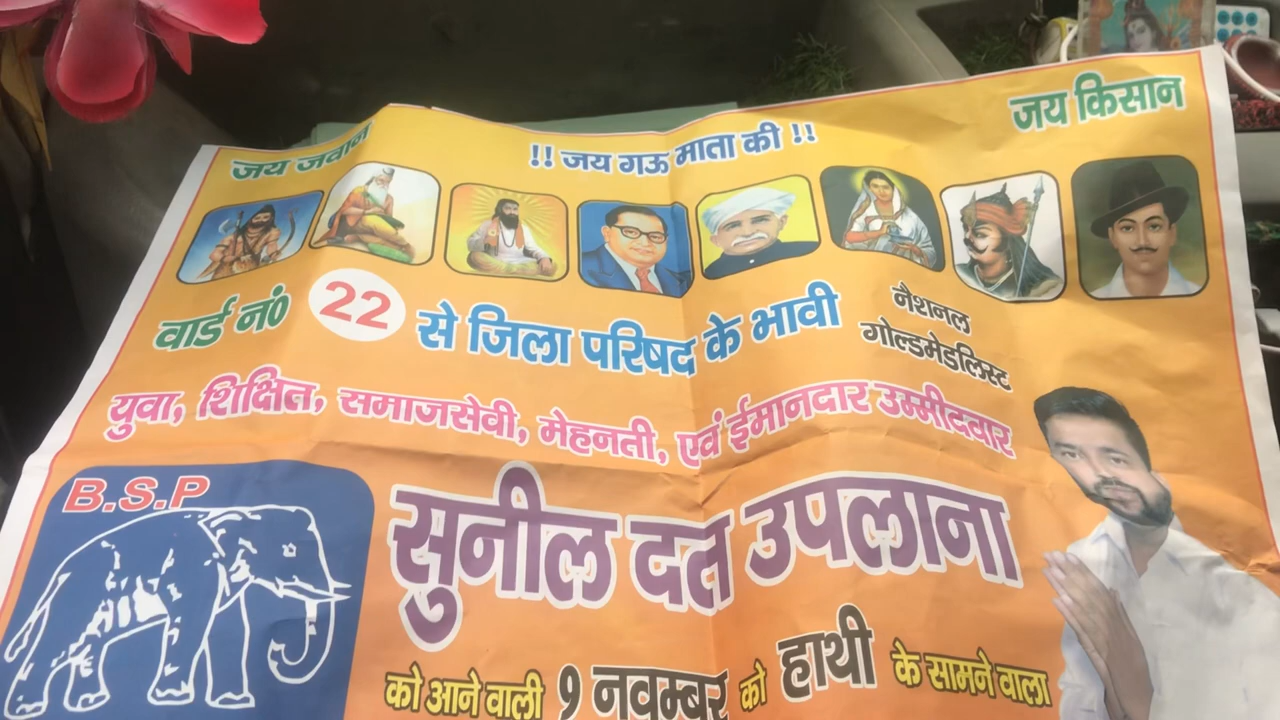 जय जवान
!! जय गऊ माता की !!
जय किसान
वार्ड नं0 22 से जिला परिषद के भावी
नैशनल
गोल्डमेडलिस्ट
युवा, शिक्षित, समाजसेवी, मेहनती, एवं ईमानदार उम्मीदवार
B.S.P
सुनील दत्त उपलाना
को आने वाली 9 नवम्बर को हाथी के सामने वाला